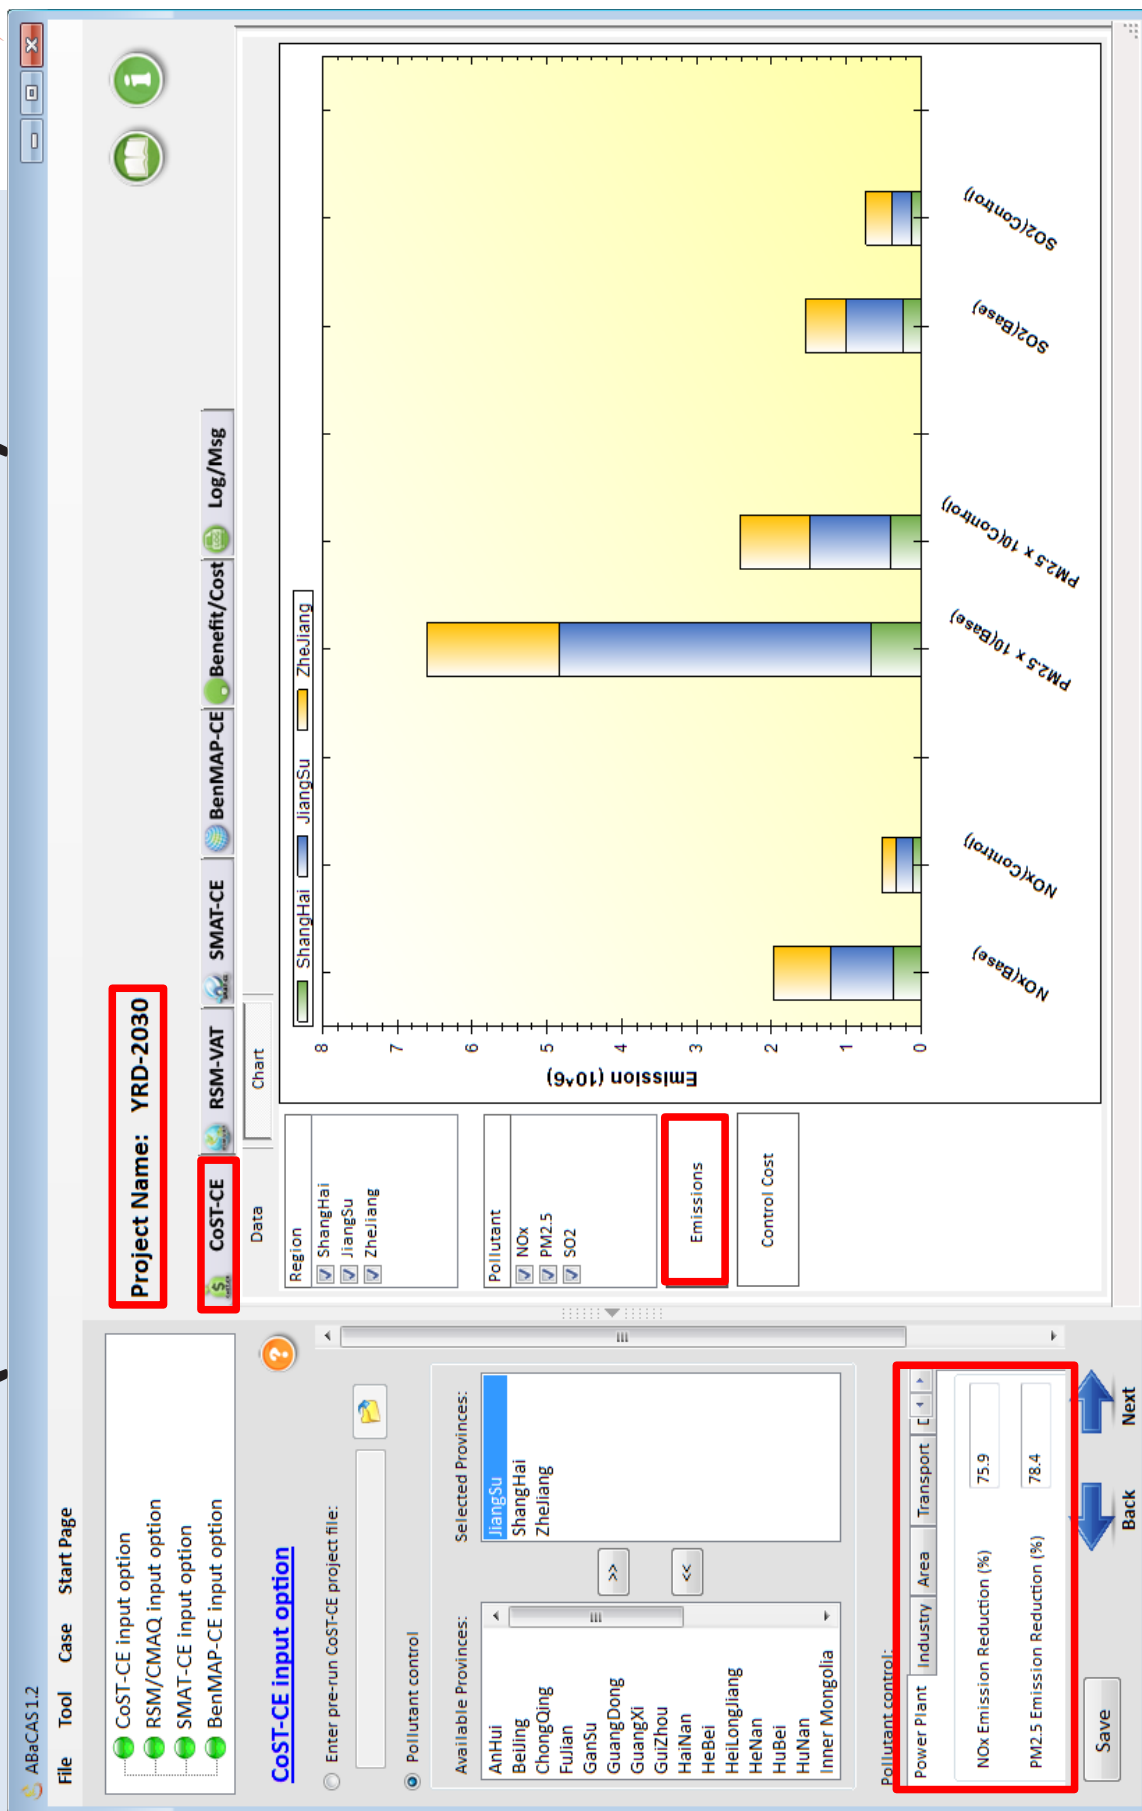 ABaCAS 1.2
File Tool Case Start Page
CoST-CE input option
RSM/CMAQ input option
SMAT-CE input option
BenMAP-CE input option
Project Name: YRD-2030
CoST-CE input option
Enter pre-run CoST-CE project file:
Pollutant control
Available Provinces:
AnHui
BeiJing
ChongQing
FuJian
GanSu
GuangDong
GuangXi
GuiZhou
HaiNan
HeBei
HeiLongJiang
HeNan
HuBei
HuNan
Inner Mongolia
>>
<<
Selected Provinces:
JiangSu
ShangHai
ZheJiang
Pollutant control:
Power Plant Industry Area Transport
NOx Emission Reduction (%) 75.9
PM2.5 Emission Reduction (%) 78.4
Save
Back
Next
CoST-CE RSM-VAT SMAT-CE BenMAP-CE Benefit/Cost Log/Msg
Data Chart
Region
ShangHai
JiangSu
ZheJiang
Pollutant
NOx
PM2.5
SO2
Emissions
Control Cost
ShangHai JiangSu ZheJiang
Emission (10^6)
8
7
6
5
4
3
2
1
0
NOx(Base)
NOx(Control)
PM2.5 x 10(Base)
PM2.5 x 10(Control)
SO2(Base)
SO2(Control)